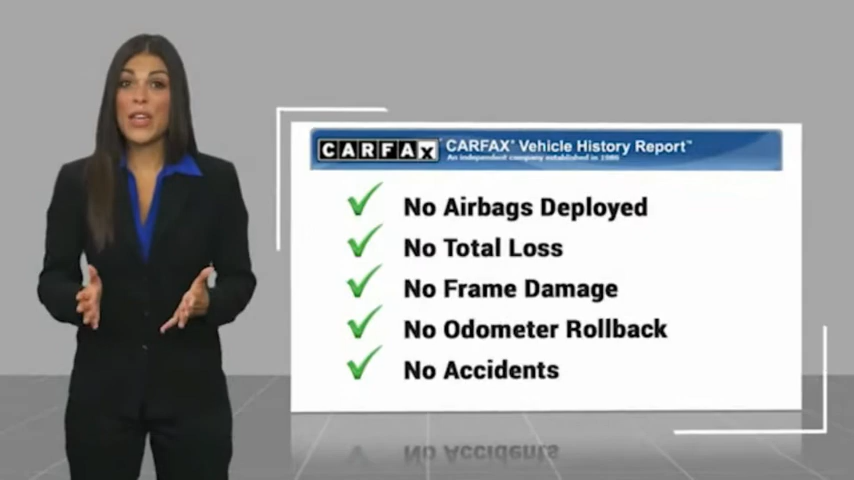 CARFAX CARFAX® Vehicle History Report™
An independent company established in 1986
No Airbags Deployed
No Total Loss
No Frame Damage
No Odometer Rollback
No Accidents
No Accidents